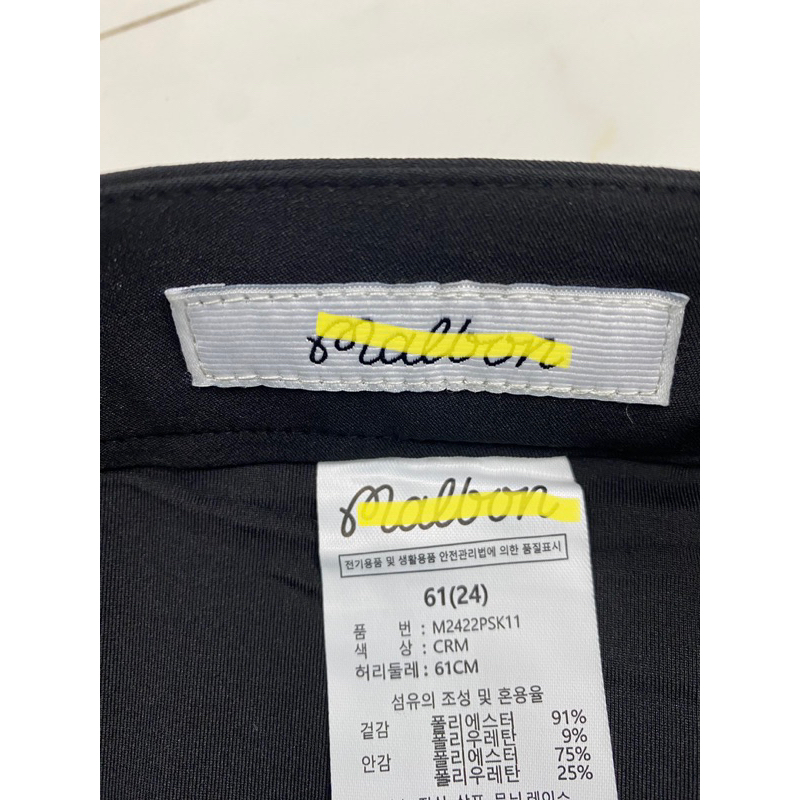 Malbon
Malbon
전기용품 및 생활용품 안전관리법에 의한 품질표시
61(24)
품 번 : M2422PSK11
색 상 : CRM
허리둘레 : 61CM
섬유의 조성 및 혼용율
겉감 폴리에스터 91%
폴리우레탄 9%
안감 폴리에스터 75%
폴리우레탄 25%